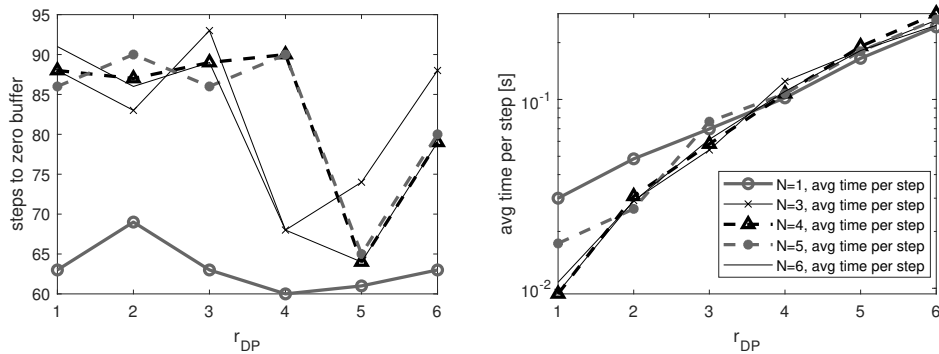 95
90
85
80
75
70
65
60
steps to zero buffer
1 2 3 4 5 6
r_DP
avg time per step [s]
10^-1
10^-2
N=1, avg time per step
N=3, avg time per step
N=4, avg time per step
N=5, avg time per step
N=6, avg time per step
1 2 3 4 5 6
r_DP